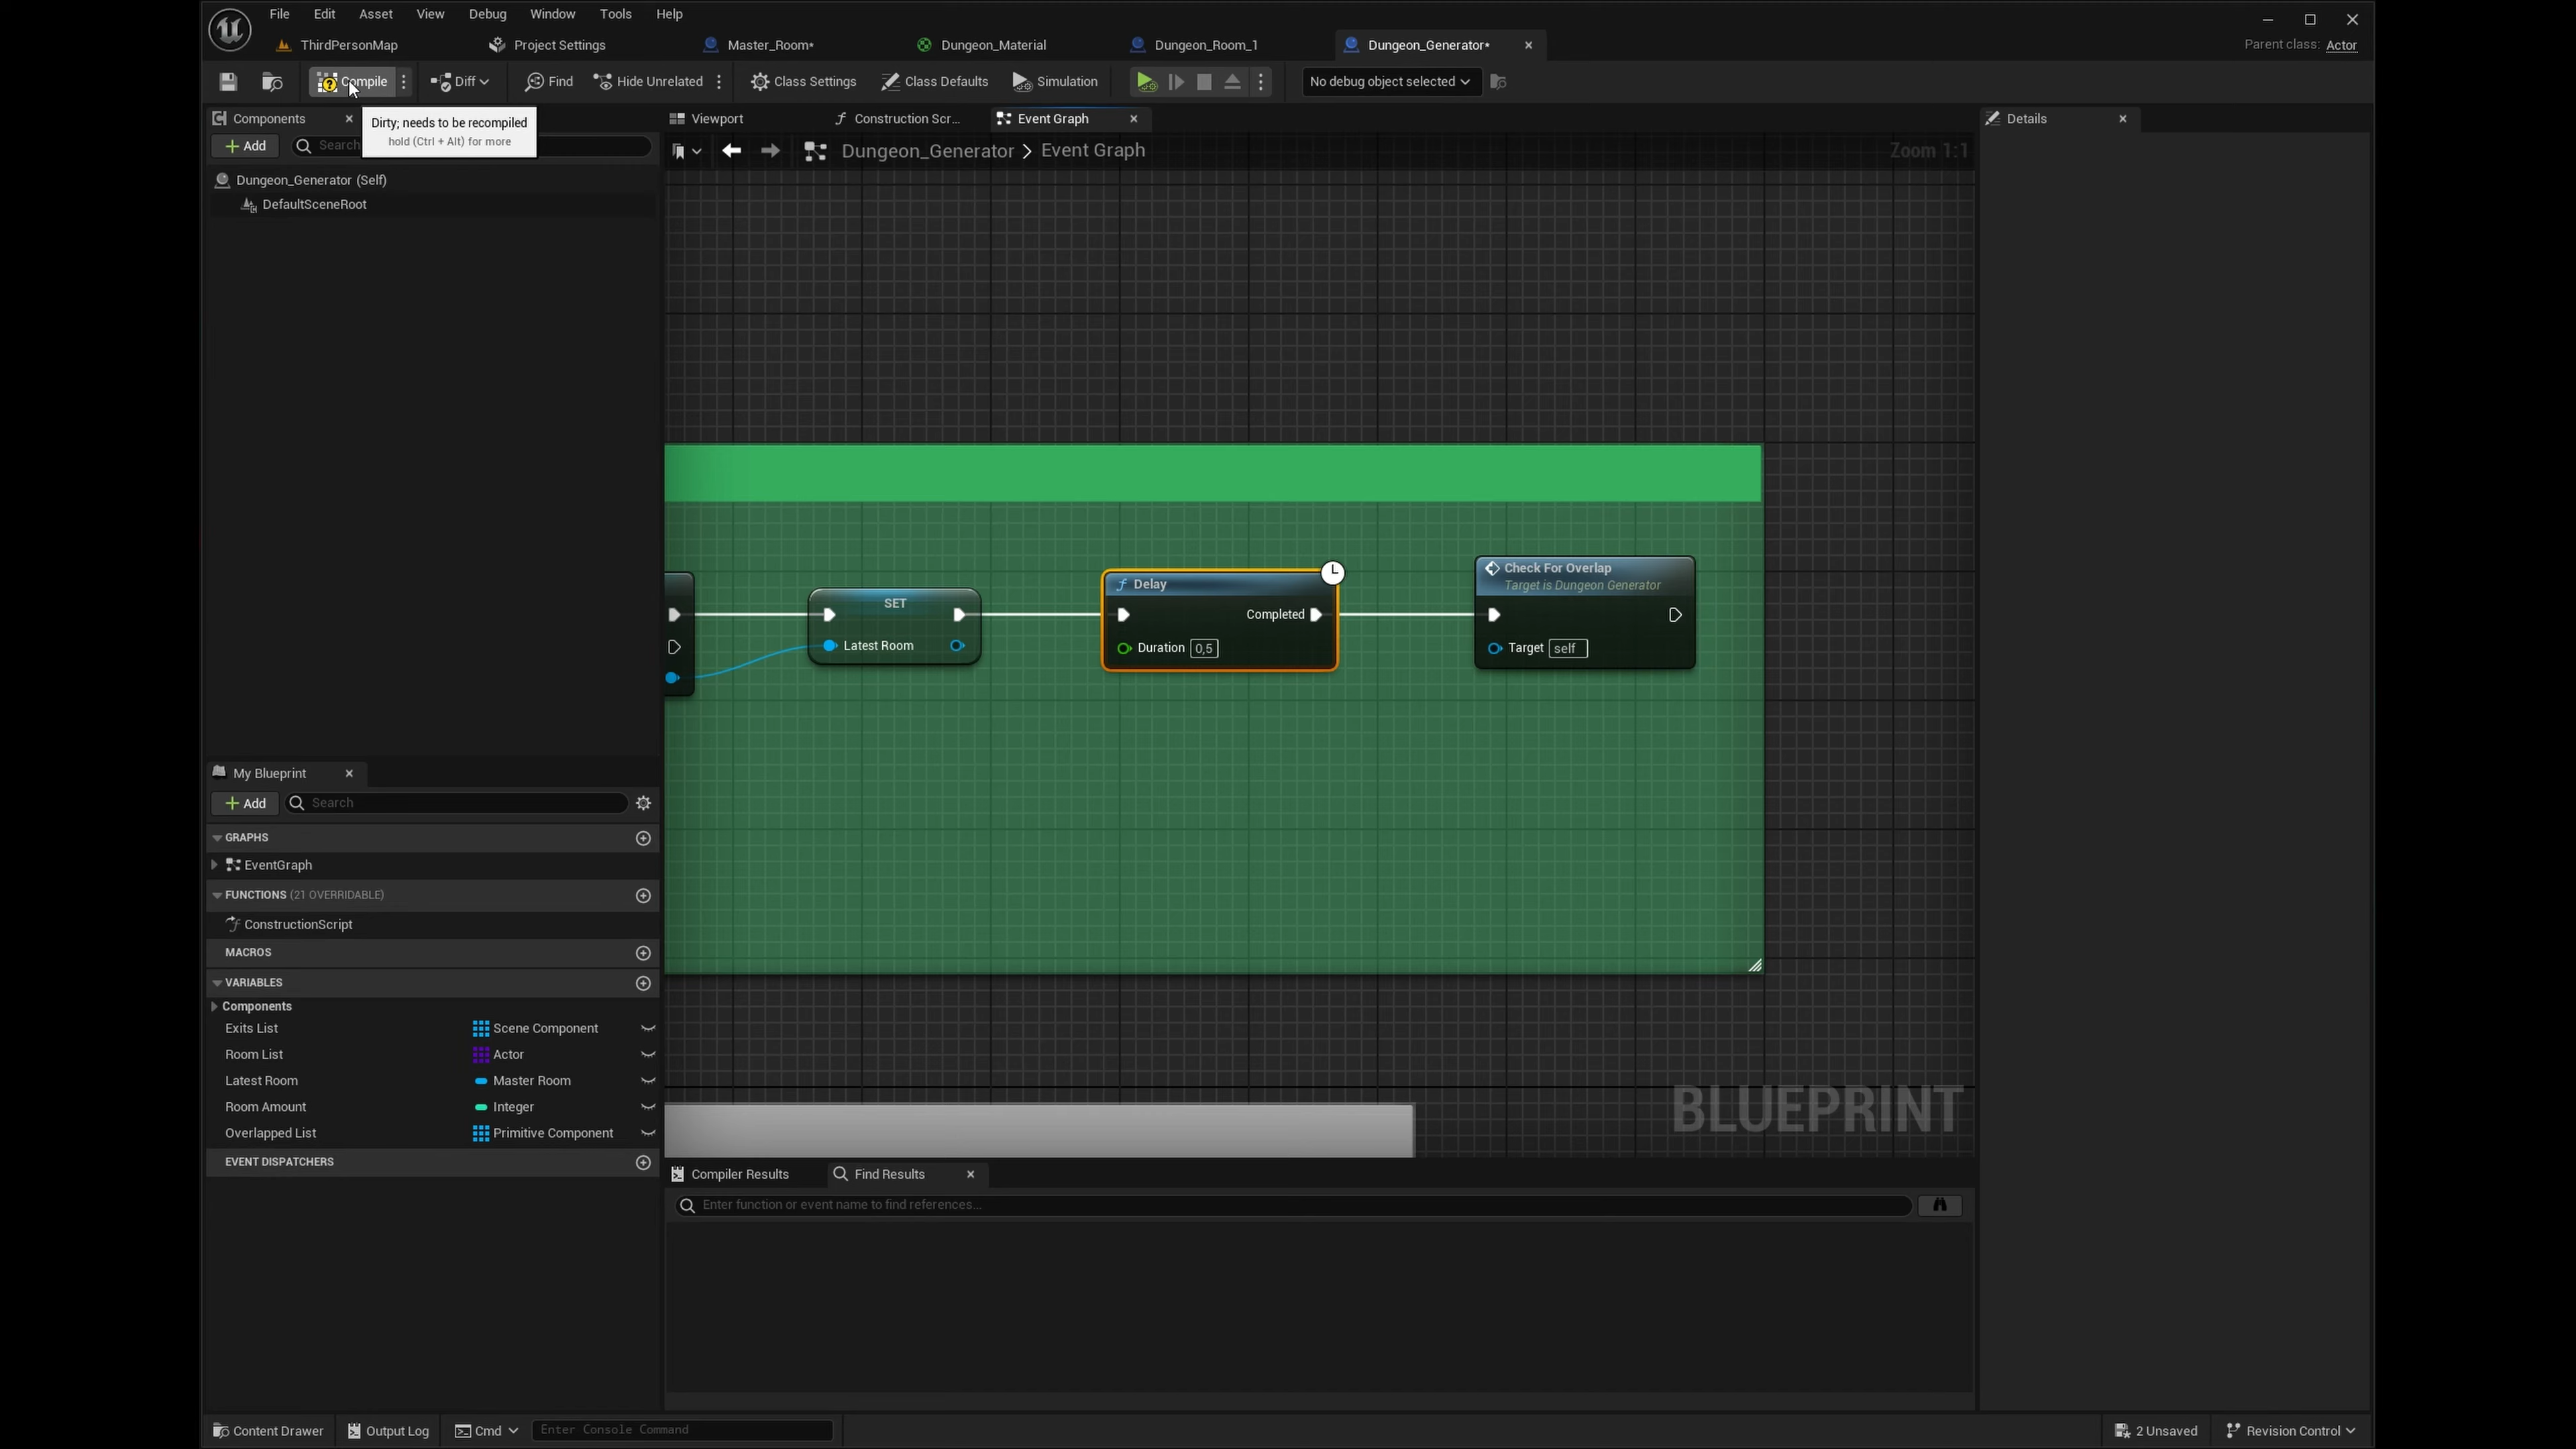 File Edit Asset View Debug Window Tools Help
ThirdPersonMap Project Settings Master_Room* Dungeon_Material Dungeon_Room_1 Dungeon_Generator* Parent class: Actor
Compile Diff Find Hide Unrelated Class Settings Class Defaults Simulation No debug object selected
Dirty; needs to be recompiled
hold (Ctrl + Alt) for more
Components
Add Search
Dungeon_Generator (Self)
DefaultSceneRoot
Viewport Construction Scr... Event Graph
Dungeon_Generator > Event Graph Zoom 1:1
Details
SET
Latest Room
Delay
Completed
Duration 0,5
Check For Overlap
Target is Dungeon Generator
Target self
BLUEPRINT
My Blueprint
Add Search
GRAPHS
EventGraph
FUNCTIONS (21 OVERRIDABLE)
ConstructionScript
MACROS
VARIABLES
Components
Exits List Scene Component
Room List Actor
Latest Room Master Room
Room Amount Integer
Overlapped List Primitive Component
EVENT DISPATCHERS
Compiler Results Find Results
Enter function or event name to find references...
Content Drawer Output Log Cmd Enter Console Command 2 Unsaved Revision Control